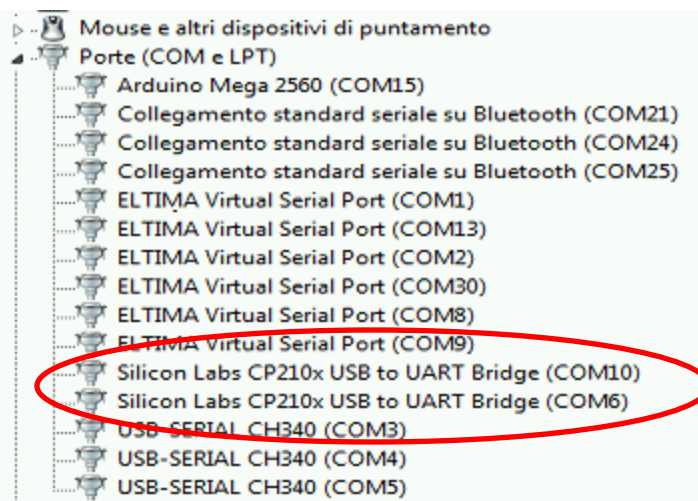 Mouse e altri dispositivi di puntamento
Porte (COM e LPT)
Arduino Mega 2560 (COM15)
Collegamento standard seriale su Bluetooth (COM21)
Collegamento standard seriale su Bluetooth (COM24)
Collegamento standard seriale su Bluetooth (COM25)
ELTIMA Virtual Serial Port (COM1)
ELTIMA Virtual Serial Port (COM13)
ELTIMA Virtual Serial Port (COM2)
ELTIMA Virtual Serial Port (COM30)
ELTIMA Virtual Serial Port (COM8)
ELTIMA Virtual Serial Port (COM9)
Silicon Labs CP210x USB to UART Bridge (COM10)
Silicon Labs CP210x USB to UART Bridge (COM6)
USB-SERIAL CH340 (COM3)
USB-SERIAL CH340 (COM4)
USB-SERIAL CH340 (COM5)